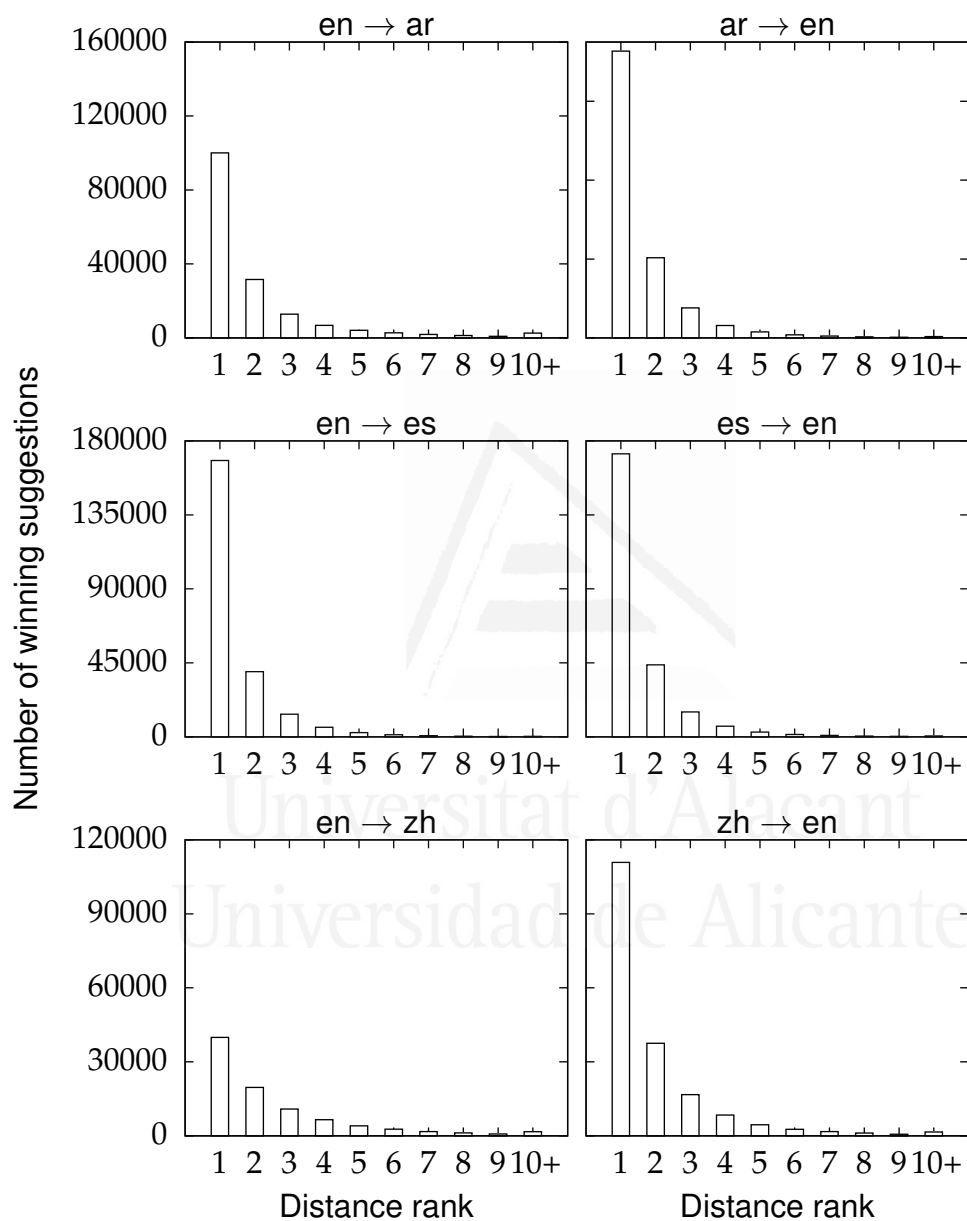 en → ar
ar → en
160000
120000
80000
40000
0
1 2 3 4 5 6 7 8 9 10+
1 2 3 4 5 6 7 8 9 10+
en → es
es → en
180000
135000
90000
45000
0
1 2 3 4 5 6 7 8 9 10+
1 2 3 4 5 6 7 8 9 10+
Number of winning suggestions
Universitat d'Alacant
en → zh
zh → en
120000
90000
60000
30000
0
Universidad de Alicante
1 2 3 4 5 6 7 8 9 10+
1 2 3 4 5 6 7 8 9 10+
Distance rank
Distance rank